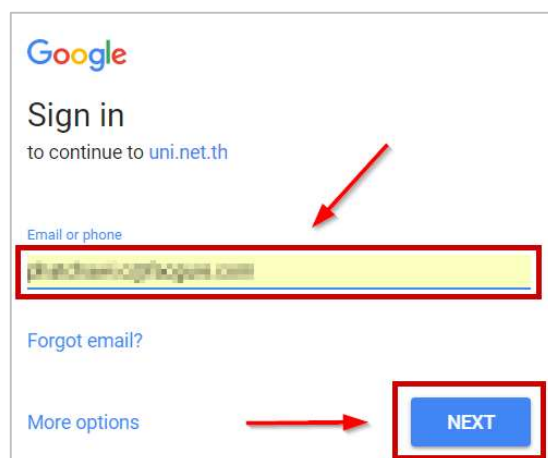 Google
Sign in
to continue to uni.net.th
Email or phone
Forgot email?
More options
NEXT